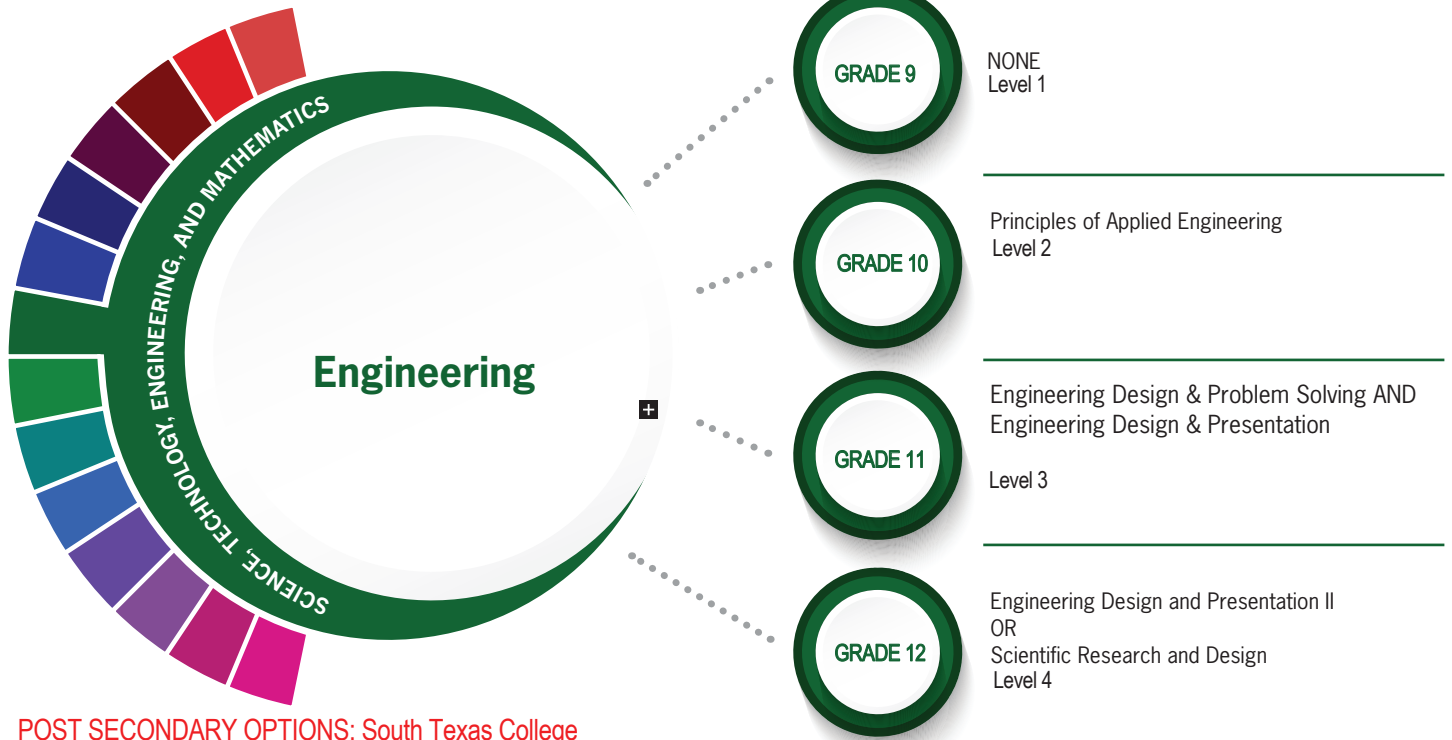 SCIENCE, TECHNOLOGY, ENGINEERING, AND MATHEMATICS
Engineering
GRADE 9
NONE
Level 1
GRADE 10
Principles of Applied Engineering
Level 2
GRADE 11
Engineering Design & Problem Solving AND
Engineering Design & Presentation
Level 3
GRADE 12
Engineering Design and Presentation II
OR
Scientific Research and Design
Level 4
POST SECONDARY OPTIONS: South Texas College